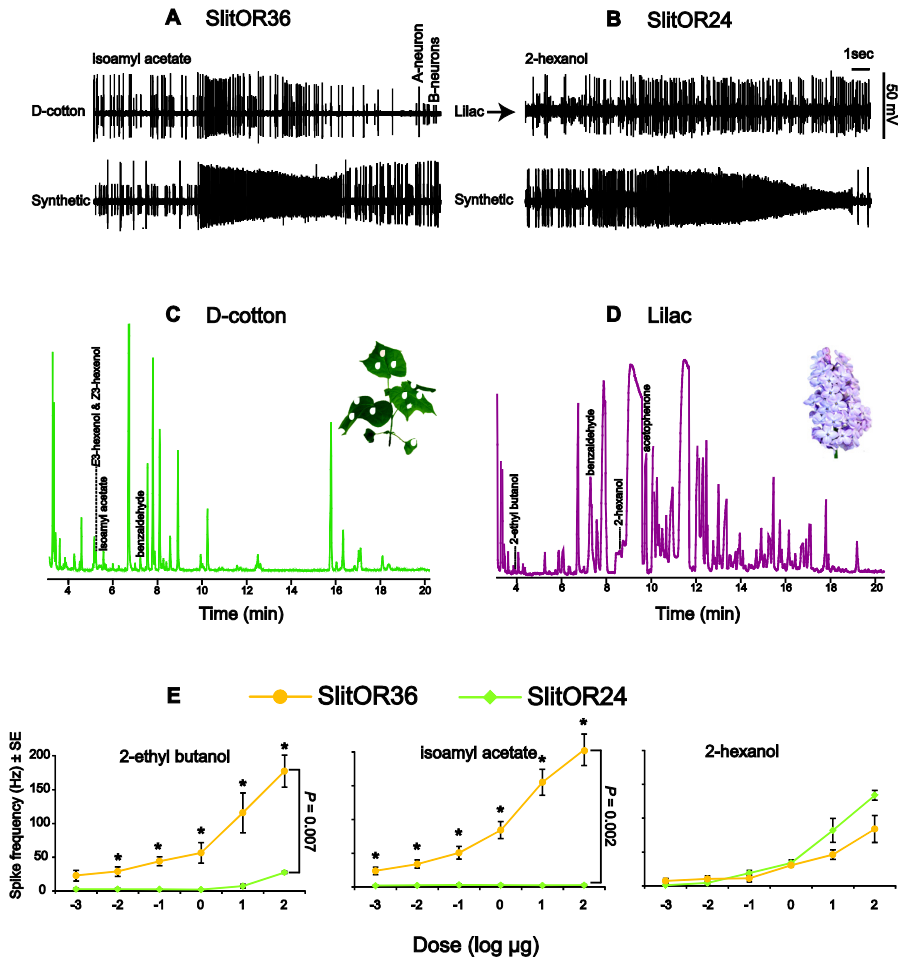 A SlitOR36
B SlitOR24
isoamyl acetate
A-neuron
B-neurons
2-hexanol
1sec
50 mV
D-cotton
Lilac
Synthetic
Synthetic
C D-cotton
D Lilac
E3-hexenol & Z3-hexenol
isoamyl acetate
benzaldehyde
2-ethyl butanol
benzaldehyde
2-hexanol
acetophenone
4 6 8 10 12 14 16 18 20
Time (min)
4 6 8 10 12 14 16 18 20
Time (min)
E SlitOR36 SlitOR24
Spike frequency (Hz) ± SE
200
150
100
50
0
2-ethyl butanol
* * * * *
P = 0.007
-3 -2 -1 0 1 2
isoamyl acetate
* * * * * *
P = 0.002
-3 -2 -1 0 1 2
2-hexanol
-3 -2 -1 0 1 2
Dose (log µg)